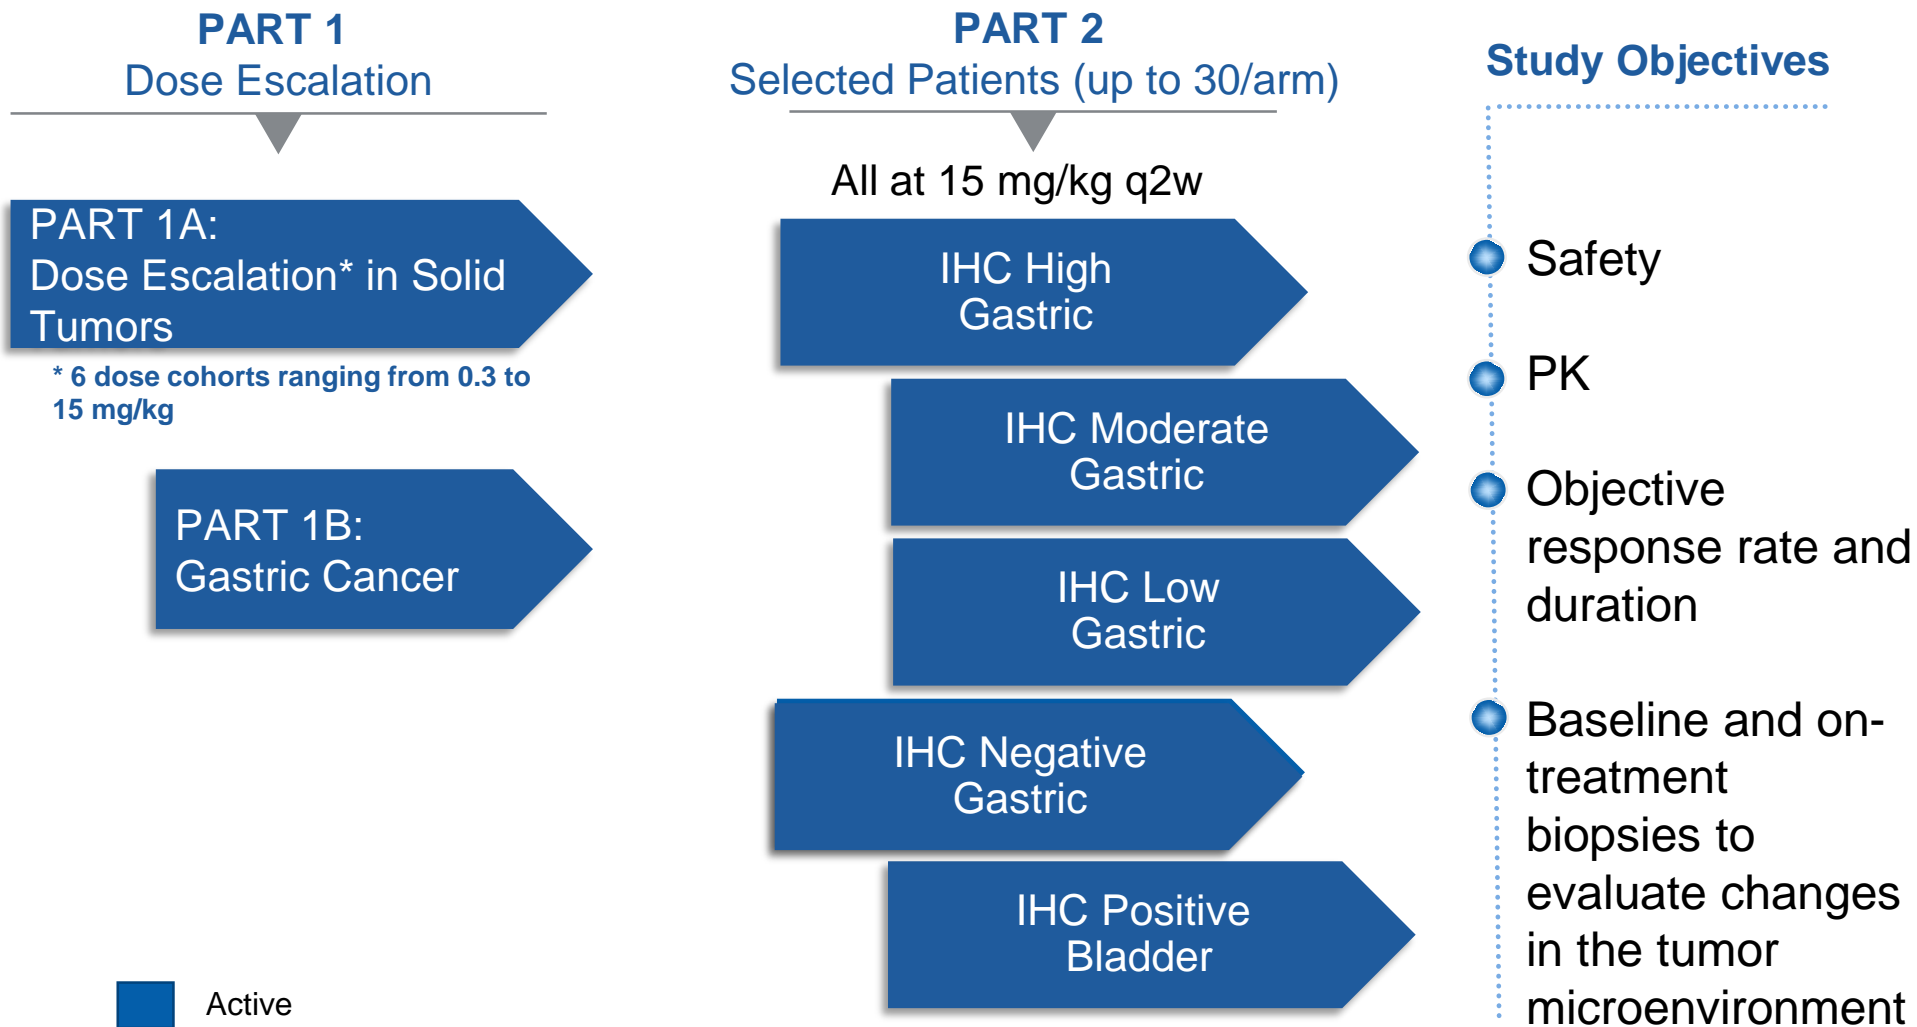 PART 1
Dose Escalation
PART 1A:
Dose Escalation* in Solid
Tumors
* 6 dose cohorts ranging from 0.3 to
15 mg/kg
PART 1B:
Gastric Cancer
Active
PART 2
Selected Patients (up to 30/arm)
All at 15 mg/kg q2w
IHC High
Gastric
IHC Moderate
Gastric
IHC Low
Gastric
IHC Negative
Gastric
IHC Positive
Bladder
Study Objectives
Safety
PK
Objective
response rate and
duration
Baseline and on-
treatment
biopsies to
evaluate changes
in the tumor
microenvironment